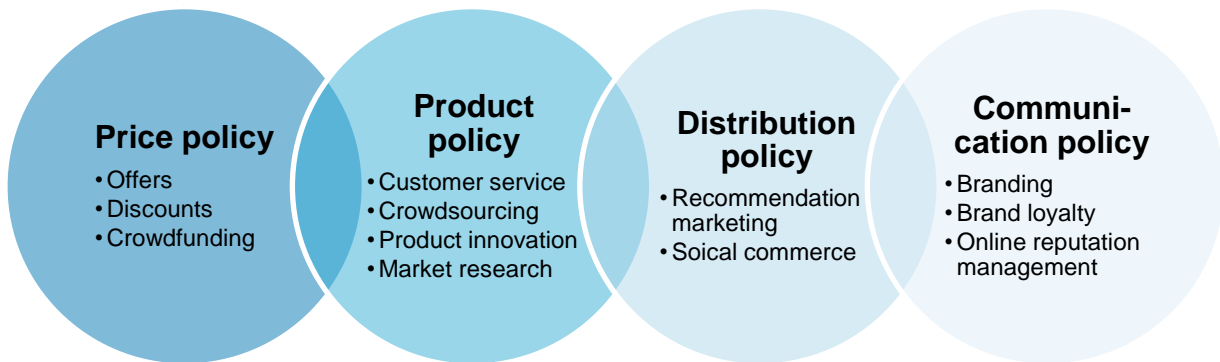 Price policy
• Offers
• Discounts
• Crowdfunding
Product
policy
• Customer service
• Crowdsourcing
• Product innovation
• Market research
Distribution
policy
• Recommendation
marketing
• Soical commerce
Communi-
cation policy
• Branding
• Brand loyalty
• Online reputation
management